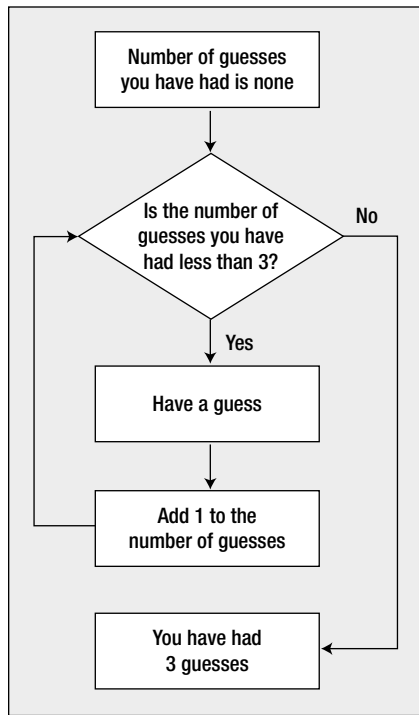 Number of guesses
you have had is none
Is the number of
guesses you have
had less than 3?
No
Yes
Have a guess
Add 1 to the
number of guesses
You have had
3 guesses